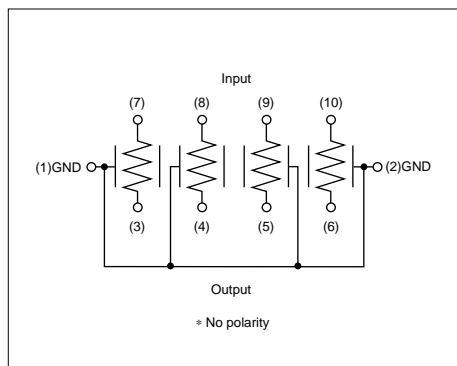 Input
(7) (8) (9) (10)
(1)GND (2)GND
(3) (4) (5) (6)
Output
* No polarity